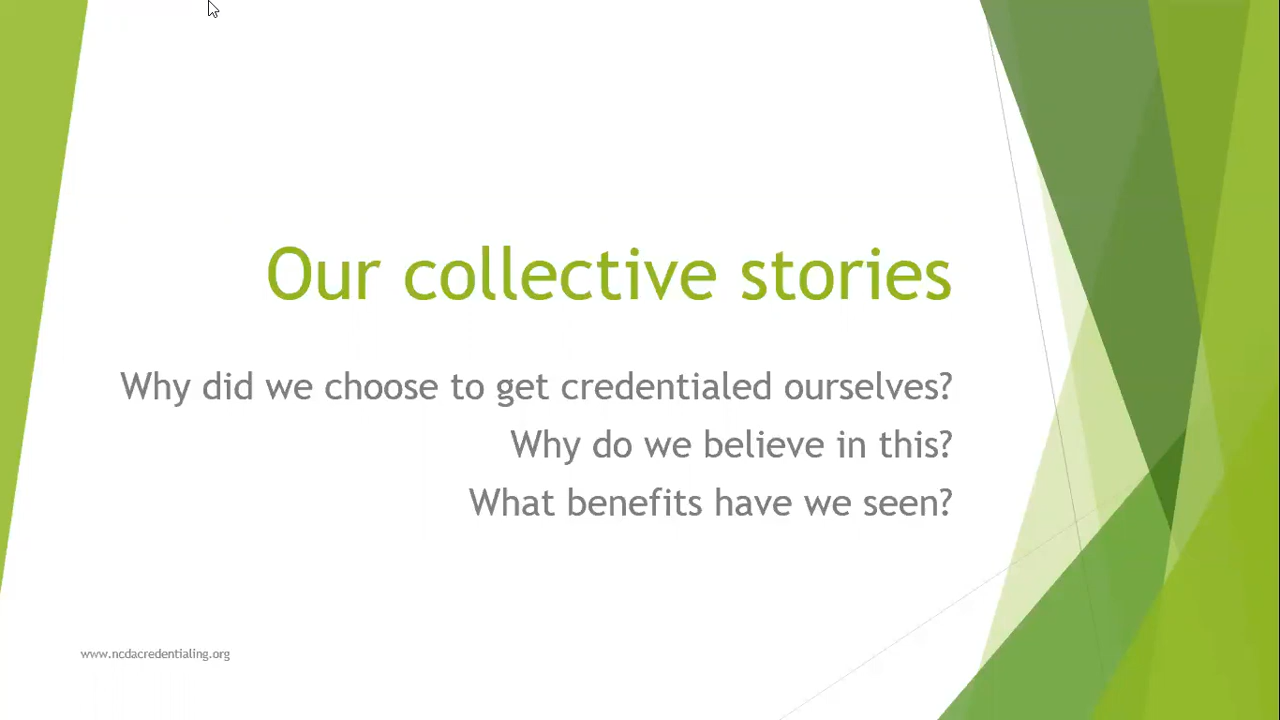 Our collective stories
Why did we choose to get credentialed ourselves?
Why do we believe in this?
What benefits have we seen?
www.ncdacredentialing.org